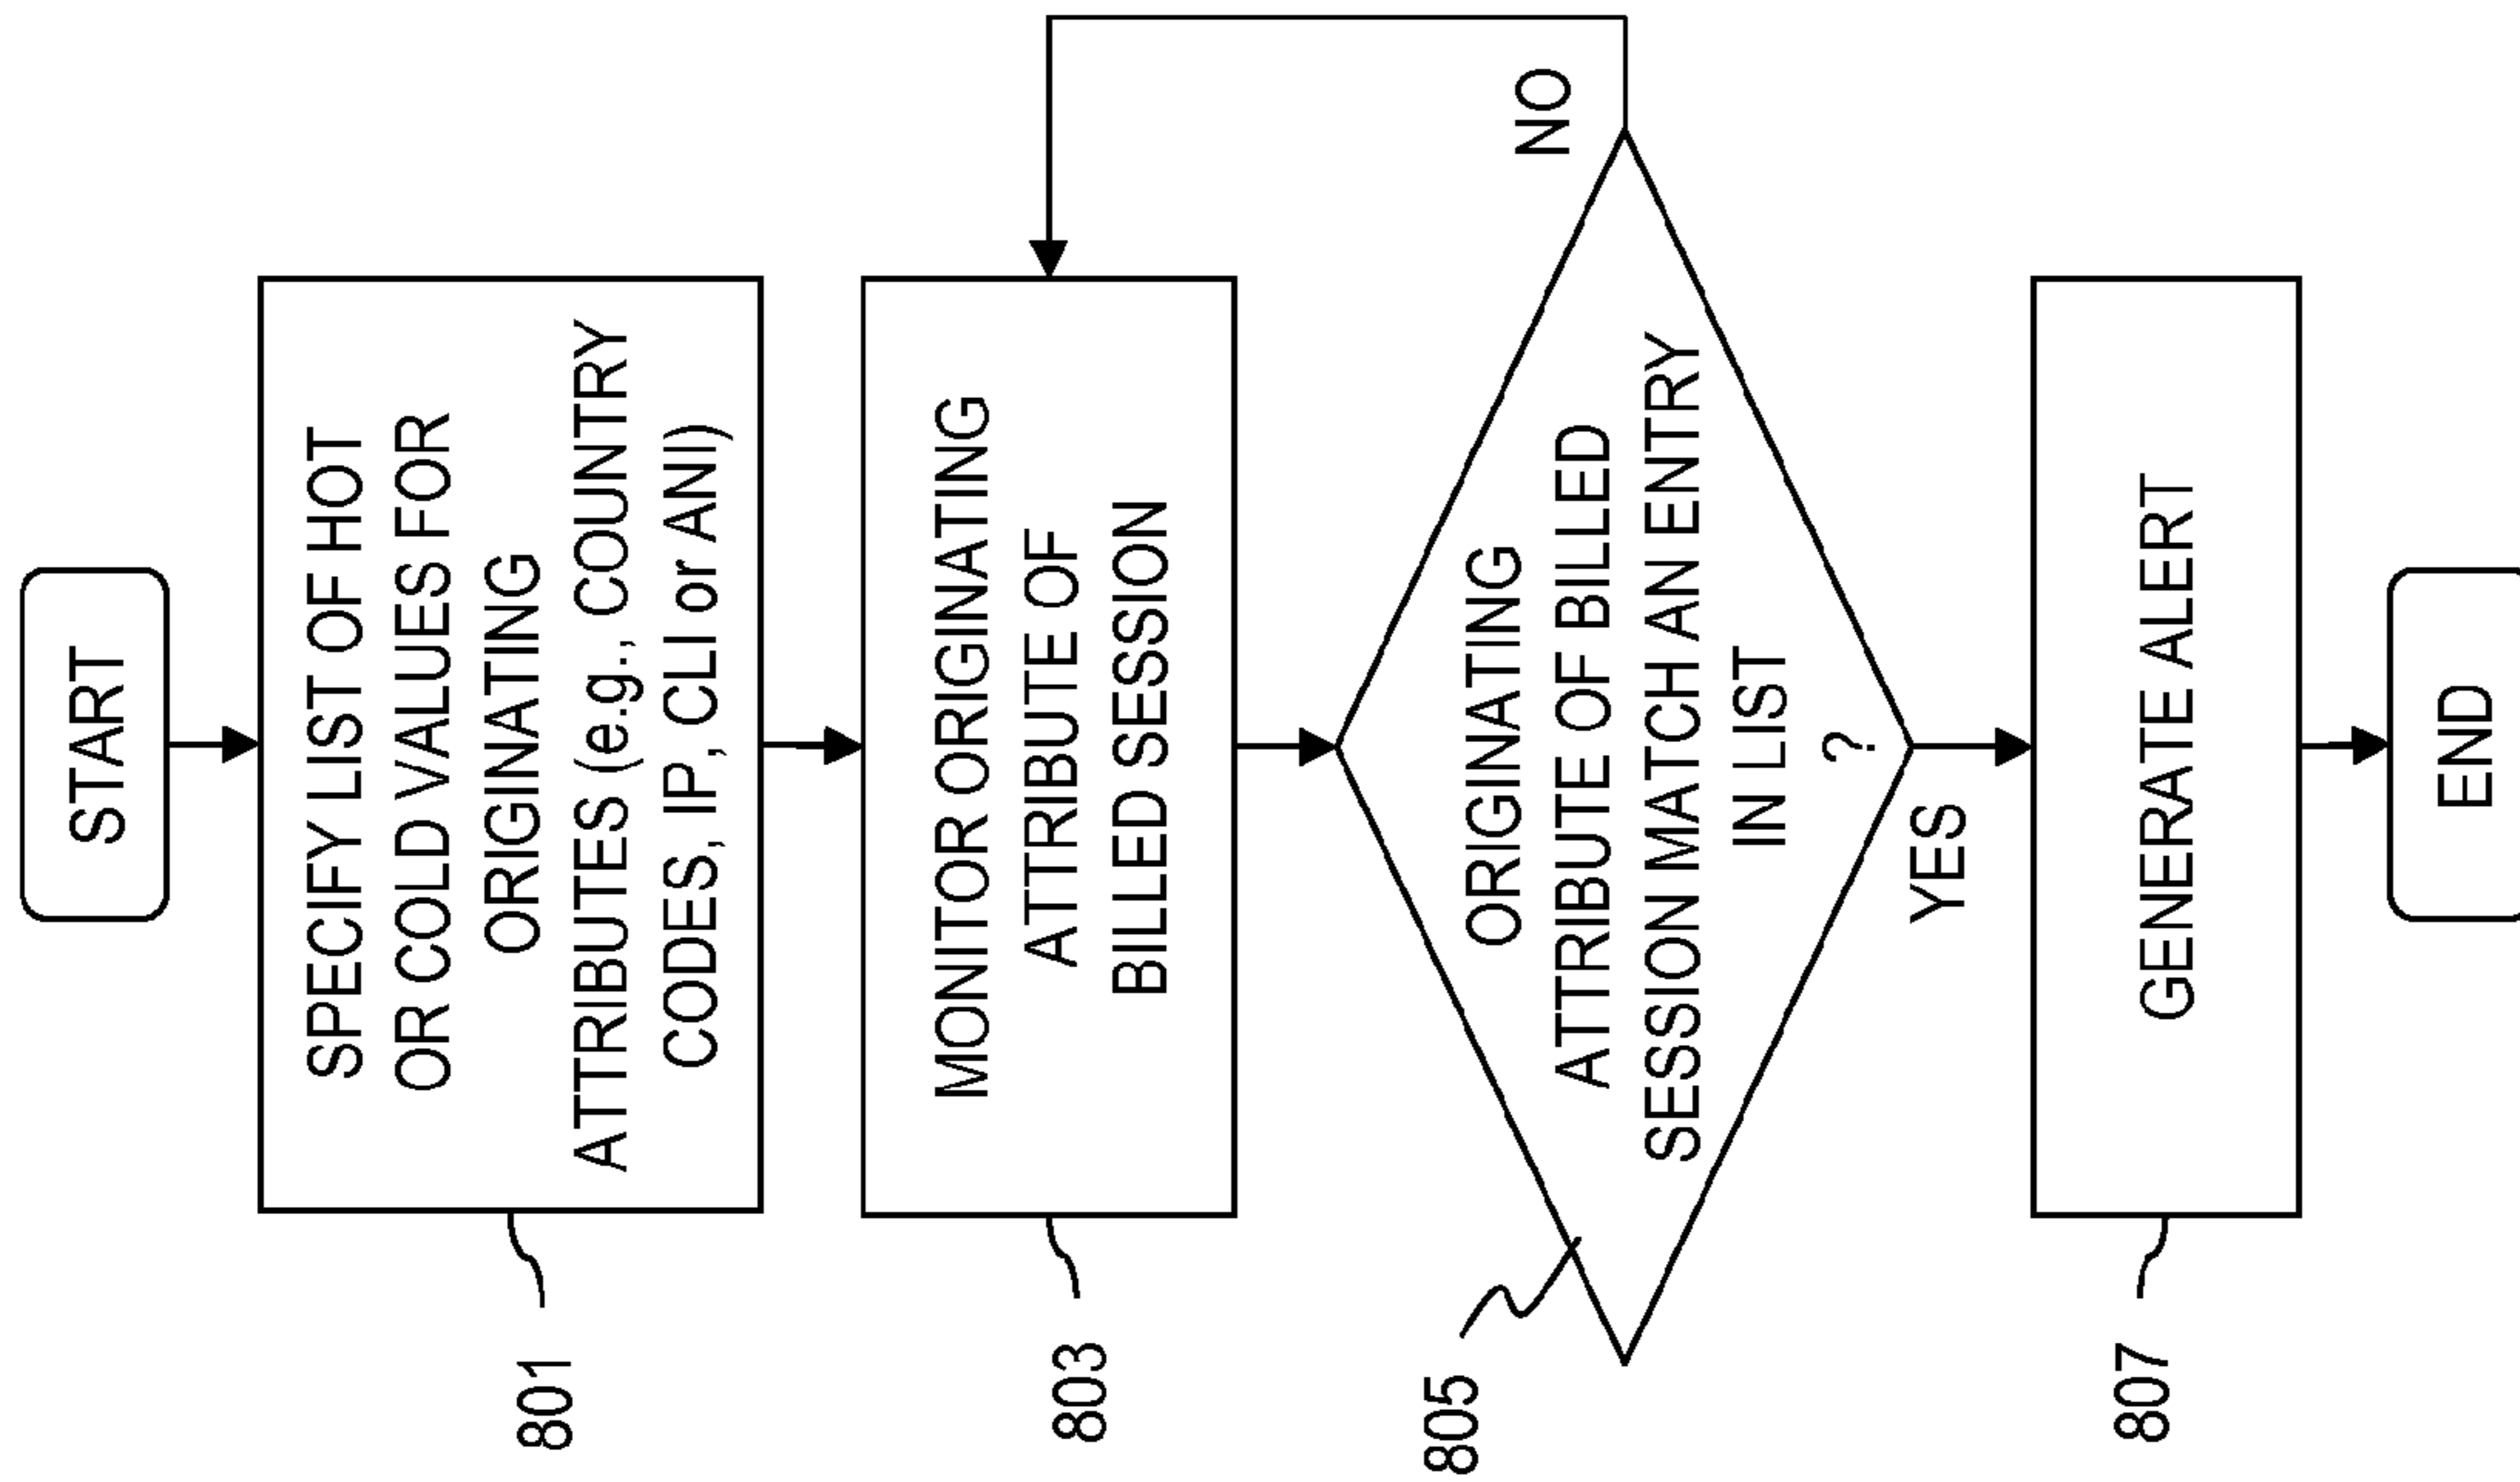 START
SPECIFY LIST OF HOT
OR COLD VALUES FOR
ORIGINATING
ATTRIBUTES (e.g., COUNTRY
CODES, IP, CLI or ANI)
801
MONITOR ORIGINATING
ATTRIBUTE OF
BILLED SESSION
803
ORIGINATING
ATTRIBUTE OF BILLED
SESSION MATCH AN ENTRY
IN LIST
?
805
NO
YES
GENERATE ALERT
807
END